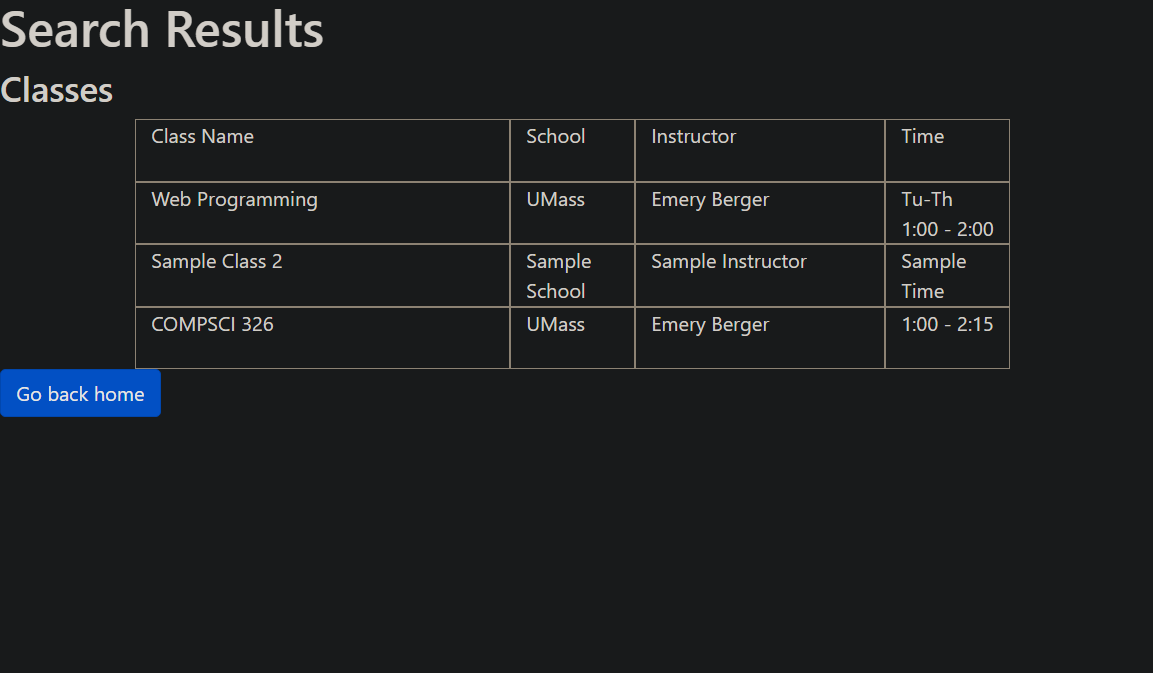 Search Results
Classes
Class Name School Instructor Time
Web Programming UMass Emery Berger Tu-Th
1:00 - 2:00
Sample Class 2 Sample Sample Instructor Sample
School Time
COMPSCI 326 UMass Emery Berger 1:00 - 2:15
Go back home